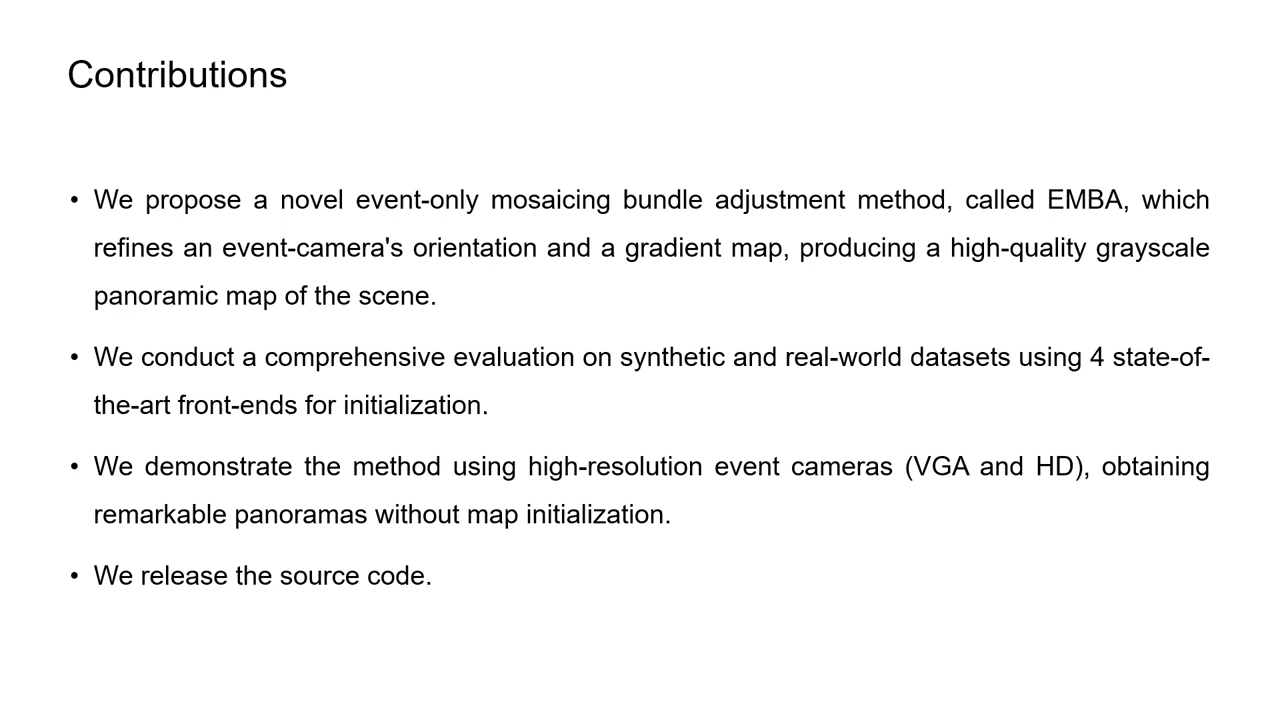 Contributions
• We propose a novel event-only mosaicing bundle adjustment method, called EMBA, which
refines an event-camera's orientation and a gradient map, producing a high-quality grayscale
panoramic map of the scene.
• We conduct a comprehensive evaluation on synthetic and real-world datasets using 4 state-of-
the-art front-ends for initialization.
• We demonstrate the method using high-resolution event cameras (VGA and HD), obtaining
remarkable panoramas without map initialization.
• We release the source code.